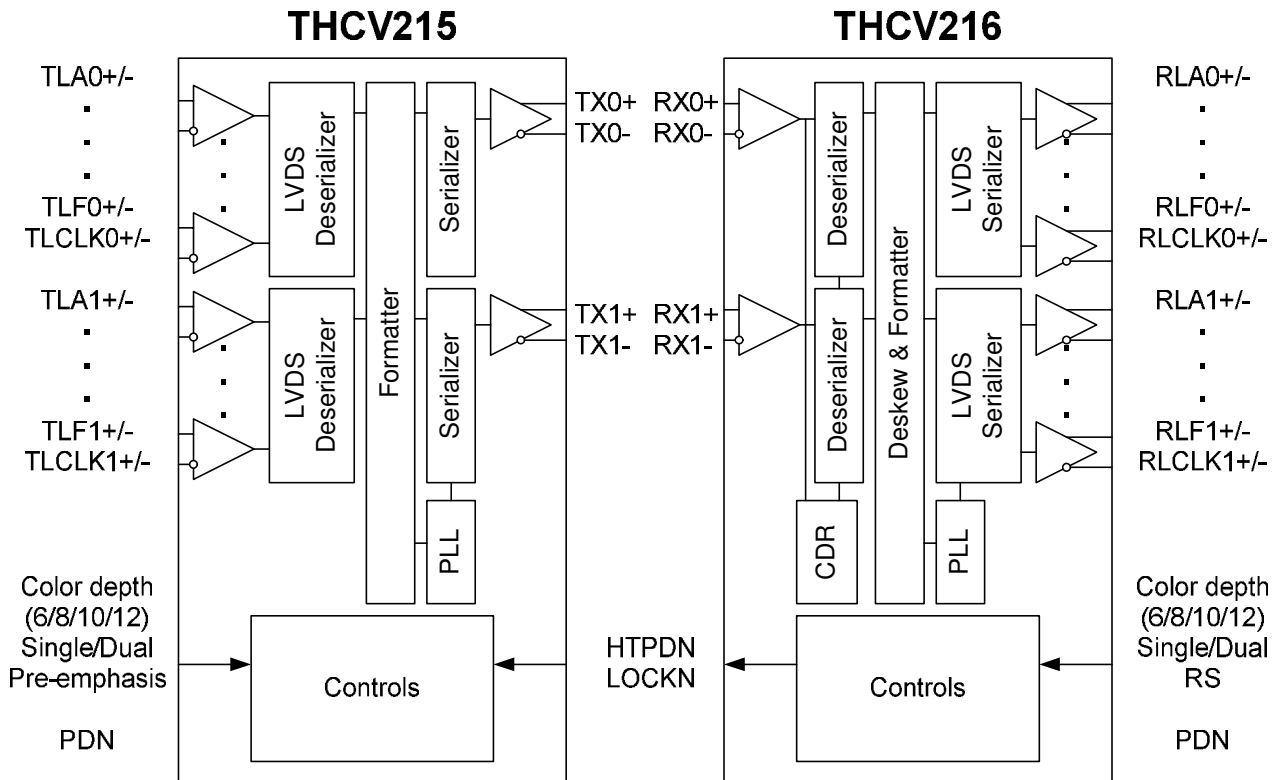 THCV215
THCV216
TLA0+/-
TLF0+/-
TLCLK0+/-
TLA1+/-
TLF1+/-
TLCLK1+/-
Color depth
(6/8/10/12)
Single/Dual
Pre-emphasis
PDN
LVDS
Deserializer
LVDS
Deserializer
Formatter
Serializer
Serializer
PLL
Controls
TX0+
TX0-
TX1+
TX1-
RX0+
RX0-
RX1+
RX1-
HTPDN
LOCKN
Deserializer
Deserializer
CDR
Deskew & Formatter
LVDS
Serializer
LVDS
Serializer
PLL
Controls
RLA0+/-
RLF0+/-
RLCLK0+/-
RLA1+/-
RLF1+/-
RLCLK1+/-
Color depth
(6/8/10/12)
Single/Dual
RS
PDN